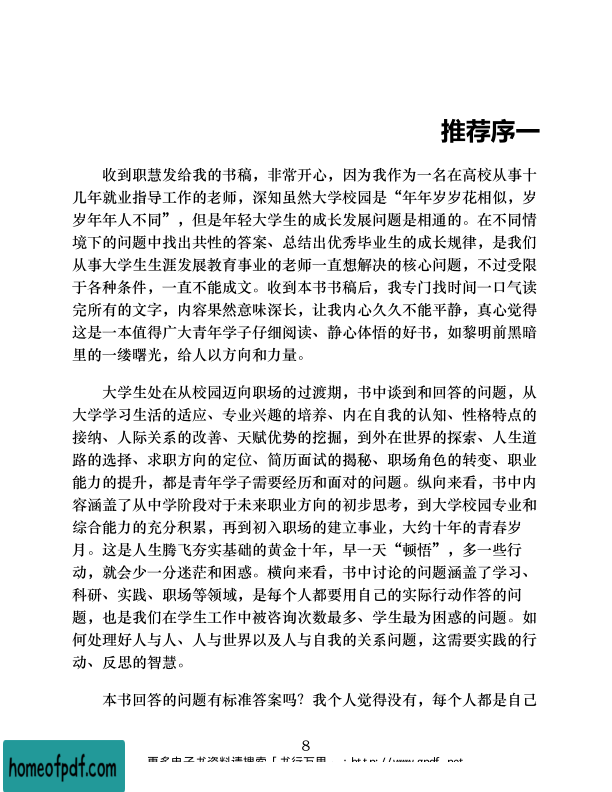 推荐序一
收到职慧发给我的书稿，非常开心，因为我作为一名在高校从事十
几年就业指导工作的老师，深知虽然大学校园是“年年岁岁花相似，岁
岁年年人不同”，但是年轻大学生的成长发展问题是相通的。在不同情
境下的问题中找出共性的答案、总结出优秀毕业生的成长规律，是我们
从事大学生生涯发展教育事业的老师一直想解决的核心问题，不过受限
于各种条件，一直不能成文。收到本书书稿后，我专门找时间一口气读
完所有的文字，内容果然意味深长，让我内心久久不能平静，真心觉得
这是一本值得广大青年学子仔细阅读、静心体悟的好书，如黎明前黑暗
里的一缕曙光，给人以方向和力量。
大学生处在从校园迈向职场的过渡期，书中谈到和回答的问题，从
大学学习生活的适应、专业兴趣的培养、内在自我的认知、性格特点的
接纳、人际关系的改善、天赋优势的挖掘，到外在世界的探索、人生道
路的选择、求职方向的定位、简历面试的揭秘、职场角色的转变、职业
能力的提升，都是青年学子需要经历和面对的问题。纵向来看，书中内
容涵盖了从中学阶段对于未来职业方向的初步思考，到大学校园专业和
综合能力的充分积累，再到初入职场的建立事业，大约十年的青春岁
月。这是人生腾飞夯实基础的黄金十年，早一天“顿悟”，多一些行
动，就会少一分迷茫和困惑。横向来看，书中讨论的问题涵盖了学习、
科研、实践、职场等领域，是每个人都要用自己的实际行动作答的问
题，也是我们在学生工作中被咨询次数最多、学生最为困惑的问题。如
何处理好人与人、人与世界以及人与自我的关系问题，这需要实践的行
动、反思的智慧。
本书回答的问题有标准答案吗？我个人觉得没有，每个人都是自己
8
更多电子书资料请搜索「书行万里
homeofpdf.com